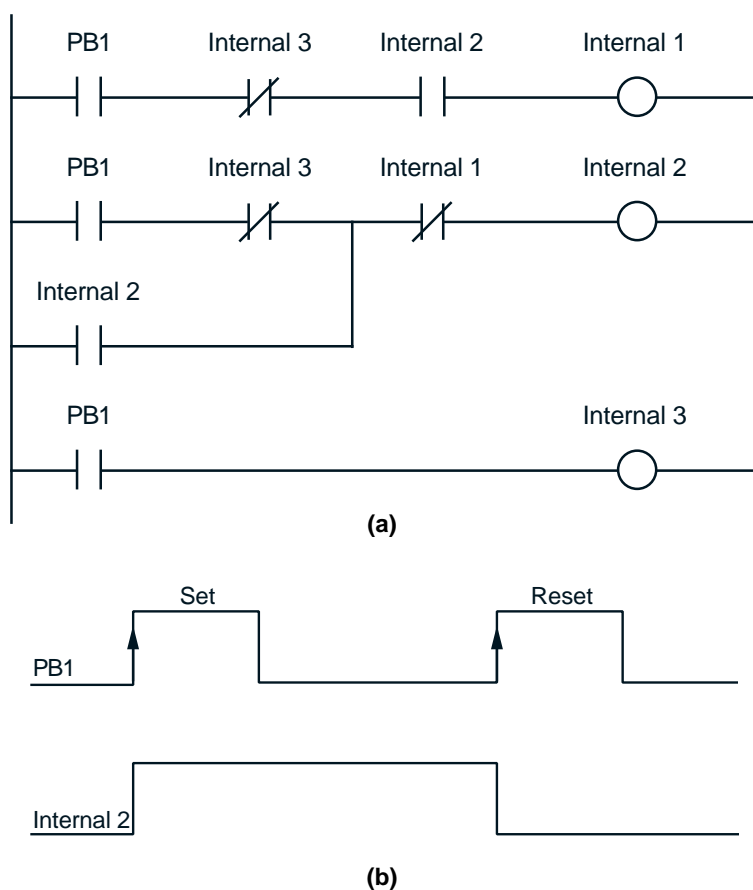 PB1 Internal 3 Internal 2 Internal 1
PB1 Internal 3 Internal 1 Internal 2
Internal 2
PB1 Internal 3
(a)
Set Reset
PB1
Internal 2
(b)